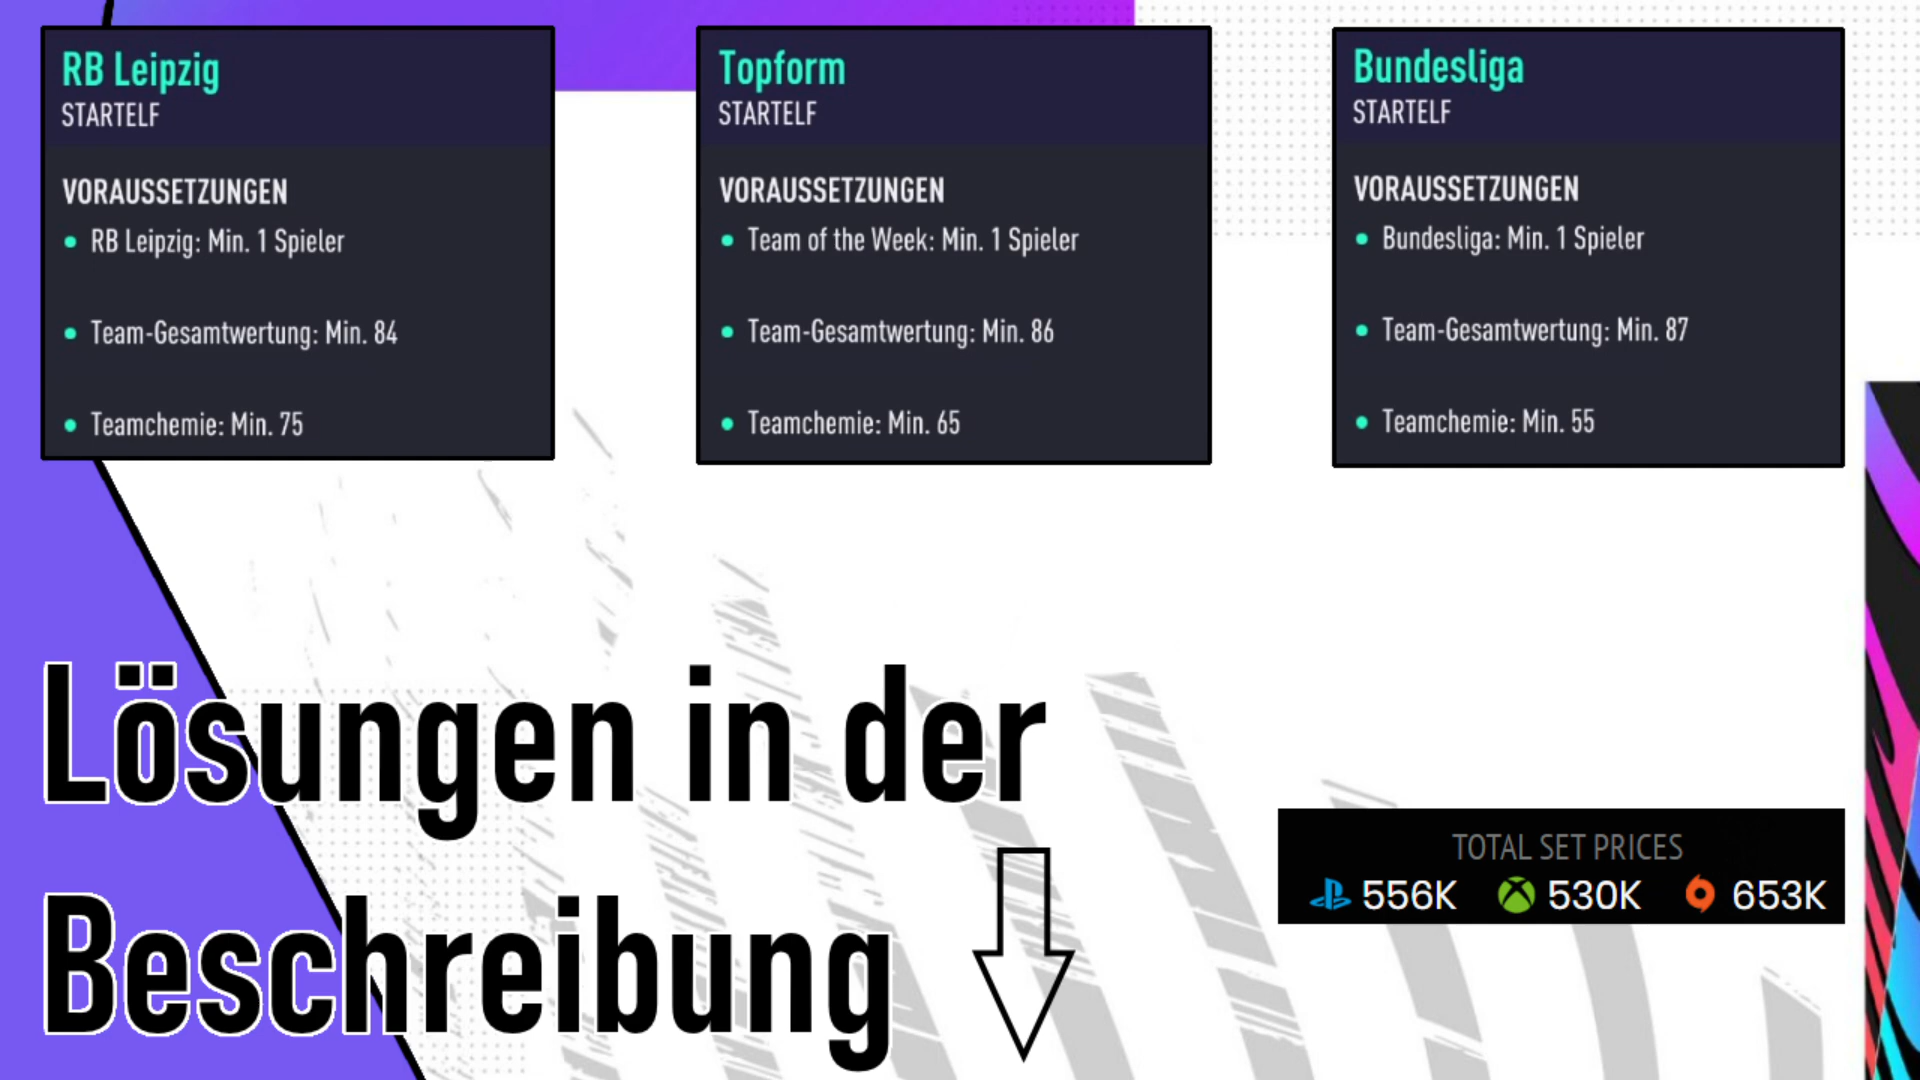 RB Leipzig
STARTELF
VORAUSSETZUNGEN
RB Leipzig: Min. 1 Spieler
Team-Gesamtwertung: Min. 84
Teamchemie: Min. 75
Topform
STARTELF
VORAUSSETZUNGEN
Team of the Week: Min. 1 Spieler
Team-Gesamtwertung: Min. 86
Teamchemie: Min. 65
Bundesliga
STARTELF
VORAUSSETZUNGEN
Bundesliga: Min. 1 Spieler
Team-Gesamtwertung: Min. 87
Teamchemie: Min. 55
Lösungen in der
Beschreibung
TOTAL SET PRICES
556K 530K 653K